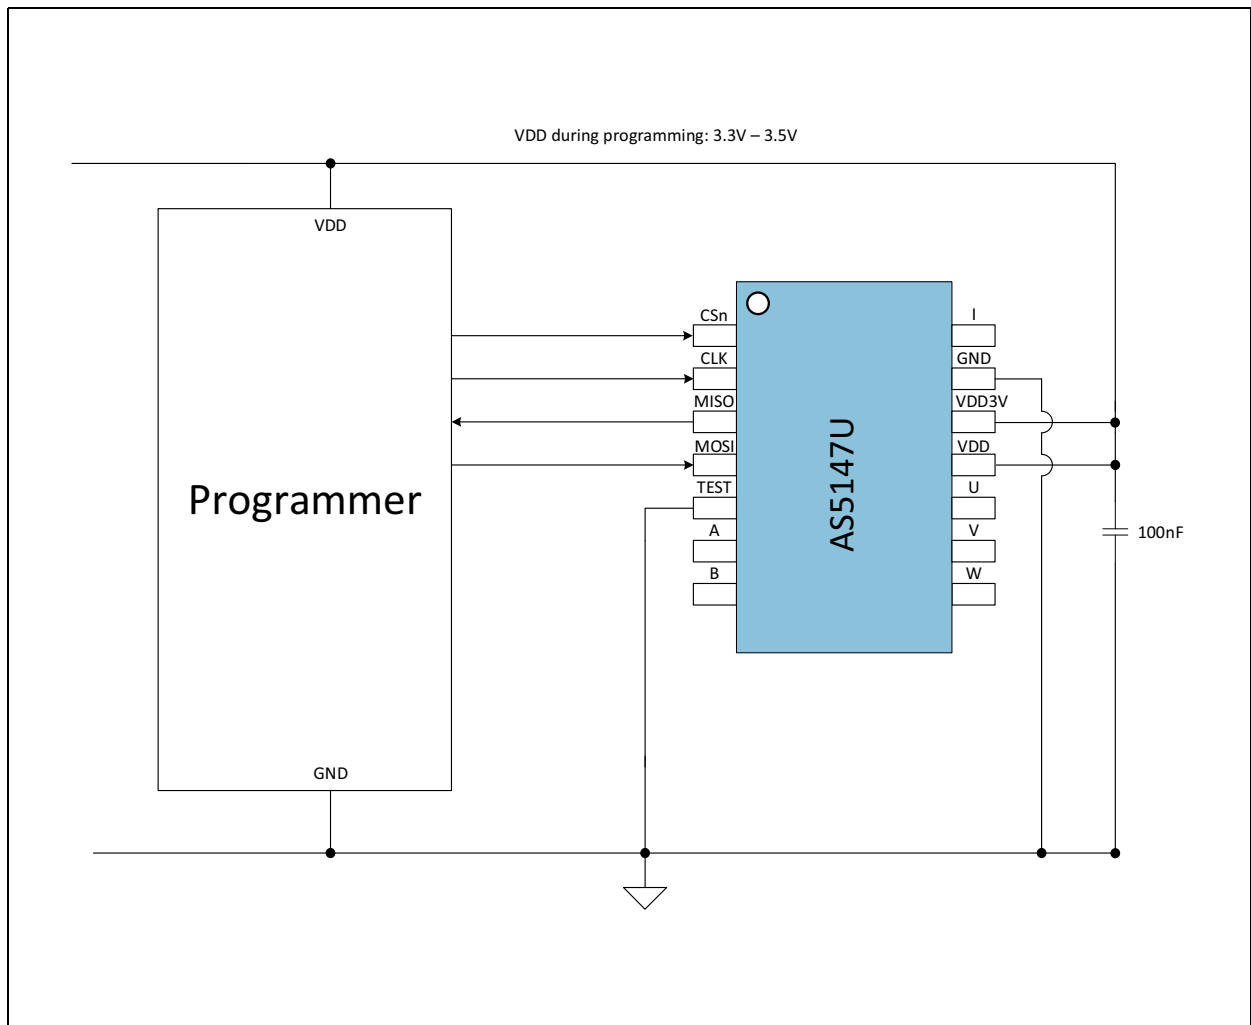 VDD during programming: 3.3V – 3.5V
VDD
Programmer
GND
CSn
CLK
MISO
MOSI
TEST
A
B
AS5147U
I
GND
VDD3V
VDD
U
V
W
100nF